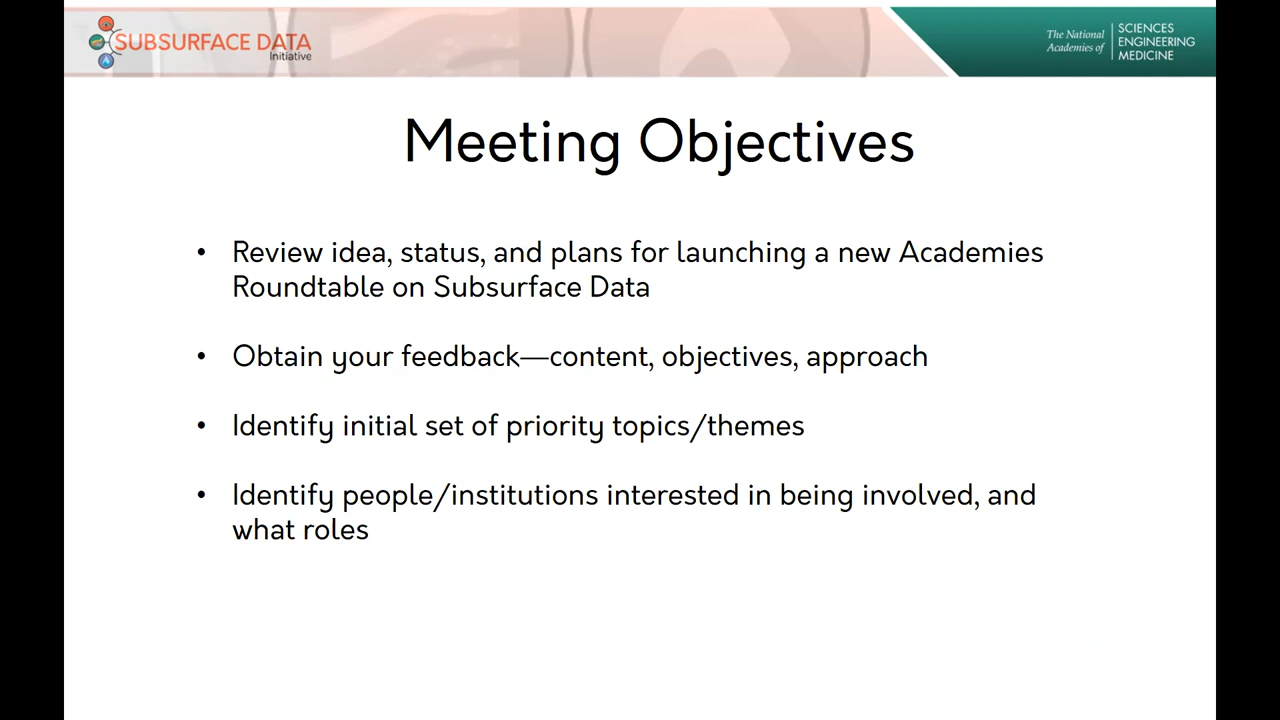 SUBSURFACE DATA
Initiative
The National
Academies of
SCIENCES
ENGINEERING
MEDICINE
Meeting Objectives
• Review idea, status, and plans for launching a new Academies
Roundtable on Subsurface Data
• Obtain your feedback—content, objectives, approach
• Identify initial set of priority topics/themes
• Identify people/institutions interested in being involved, and
what roles